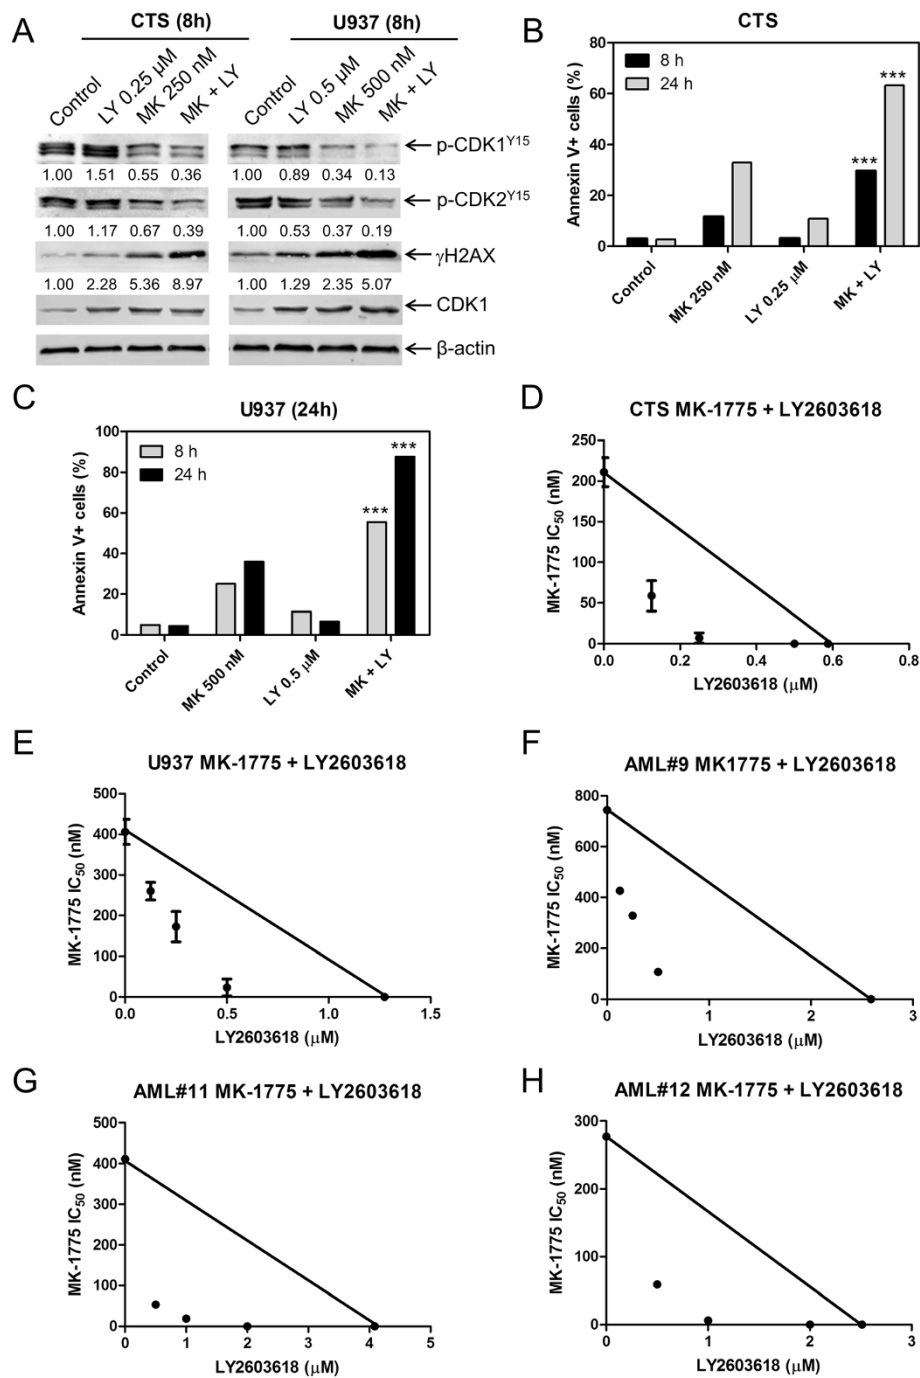 A
CTS (8h)
U937 (8h)
Control
LY 0.25 μM
MK 250 nM
MK + LY
Control
LY 0.5 μM
MK 500 nM
MK + LY
p-CDK1Y15
1.00 1.51 0.55 0.36 1.00 0.89 0.34 0.13
p-CDK2Y15
1.00 1.17 0.67 0.39 1.00 0.53 0.37 0.19
γH2AX
1.00 2.28 5.36 8.97 1.00 1.29 2.35 5.07
CDK1
β-actin
B
CTS
Annexin V+ cells (%)
80
60
40
20
0
8 h
24 h
***
***
Control
MK 250 nM
LY 0.25 μM
MK + LY
C
U937 (24h)
Annexin V+ cells (%)
100
80
60
40
20
0
8 h
24 h
***
***
Control
MK 500 nM
LY 0.5 μM
MK + LY
D
CTS MK-1775 + LY2603618
MK-1775 IC50 (nM)
250
200
150
100
50
0
0.0 0.2 0.4 0.6 0.8
LY2603618 (μM)
E
U937 MK-1775 + LY2603618
MK-1775 IC50 (nM)
500
400
300
200
100
0
0.0 0.5 1.0 1.5
LY2603618 (μM)
F
AML#9 MK1775 + LY2603618
MK-1775 IC50 (nM)
800
600
400
200
0
0 1 2 3
LY2603618 (μM)
G
AML#11 MK-1775 + LY2603618
MK-1775 IC50 (nM)
500
400
300
200
100
0
0 1 2 3 4 5
LY2603618 (μM)
H
AML#12 MK-1775 + LY2603618
MK-1775 IC50 (nM)
300
200
100
0
0 1 2 3
LY2603618 (μM)